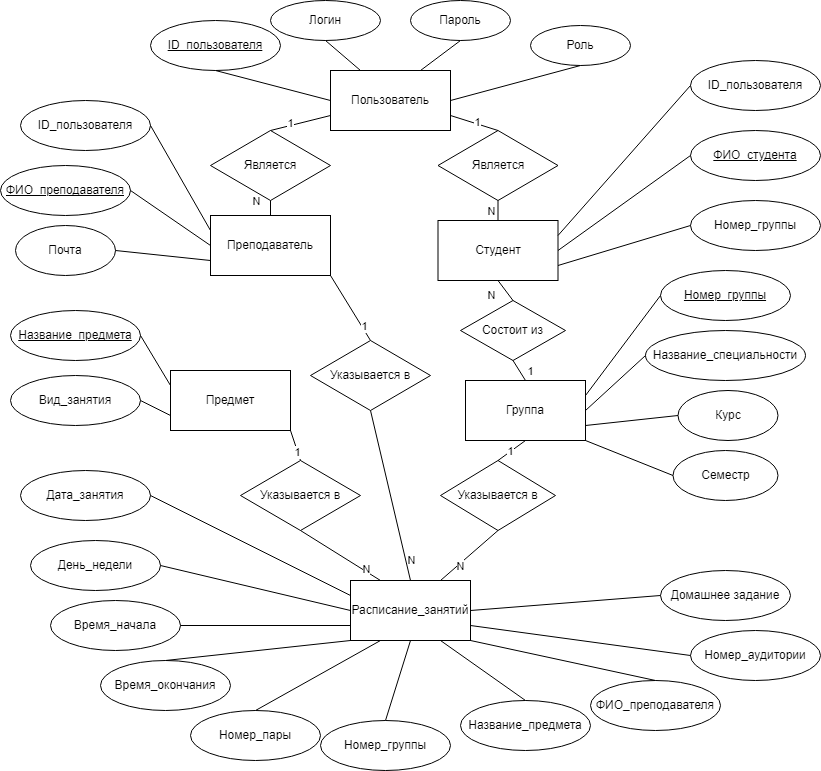 Логин
Пароль
ID_пользователя
Роль
Пользователь
ID_пользователя
1
1
ID_пользователя
Является
Является
ФИО_студента
ФИО_преподавателя
N
N
Номер_группы
Почта
Преподаватель
Студент
N
Номер_группы
1
Состоит из
Название_предмета
Название_специальности
1
Указывается в
Вид_занятия
Предмет
Группа
Курс
1
1
Семестр
Дата_занятия
Указывается в
Указывается в
День_недели
N
N
N
Расписание_занятий
Домашнее задание
Время_начала
Номер_аудитории
Время_окончания
ФИО_преподавателя
Номер_пары
Название_предмета
Номер_группы